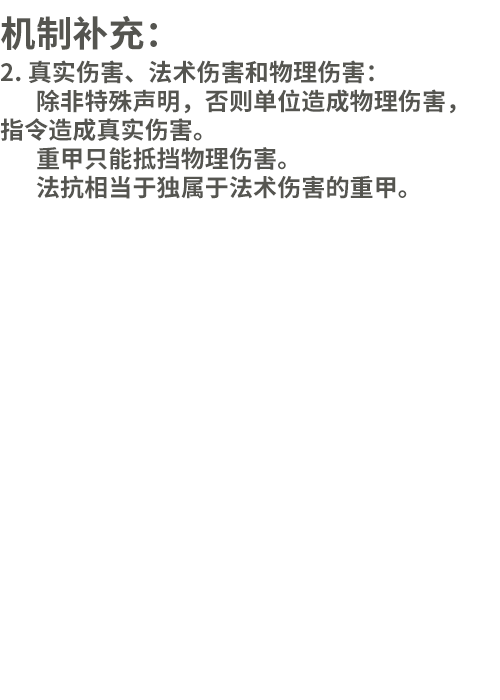 机制补充：
2. 真实伤害、法术伤害和物理伤害：
除非特殊声明，否则单位造成物理伤害，
指令造成真实伤害。
重甲只能抵挡物理伤害。
法抗相当于独属于法术伤害的重甲。